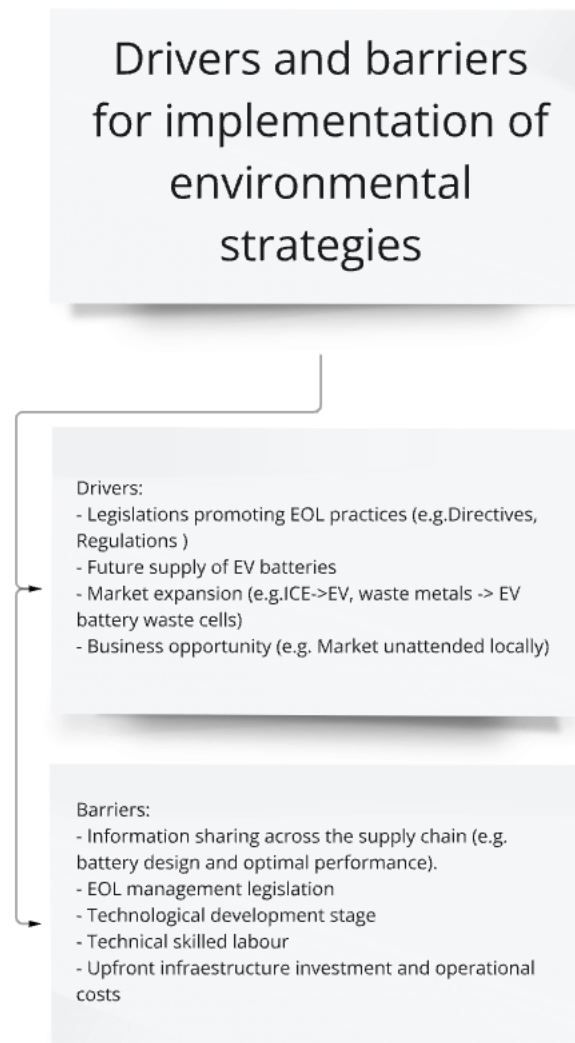 Drivers and barriers
for implementation of
environmental
strategies
Drivers:
- Legislations promoting EOL practices (e.g.Directives,
Regulations )
- Future supply of EV batteries
- Market expansion (e.g.ICE->EV, waste metals -> EV
battery waste cells)
- Business opportunity (e.g. Market unattended locally)
Barriers:
- Information sharing across the supply chain (e.g.
battery design and optimal performance).
- EOL management legislation
- Technological development stage
- Technical skilled labour
- Upfront infraestructure investment and operational
costs